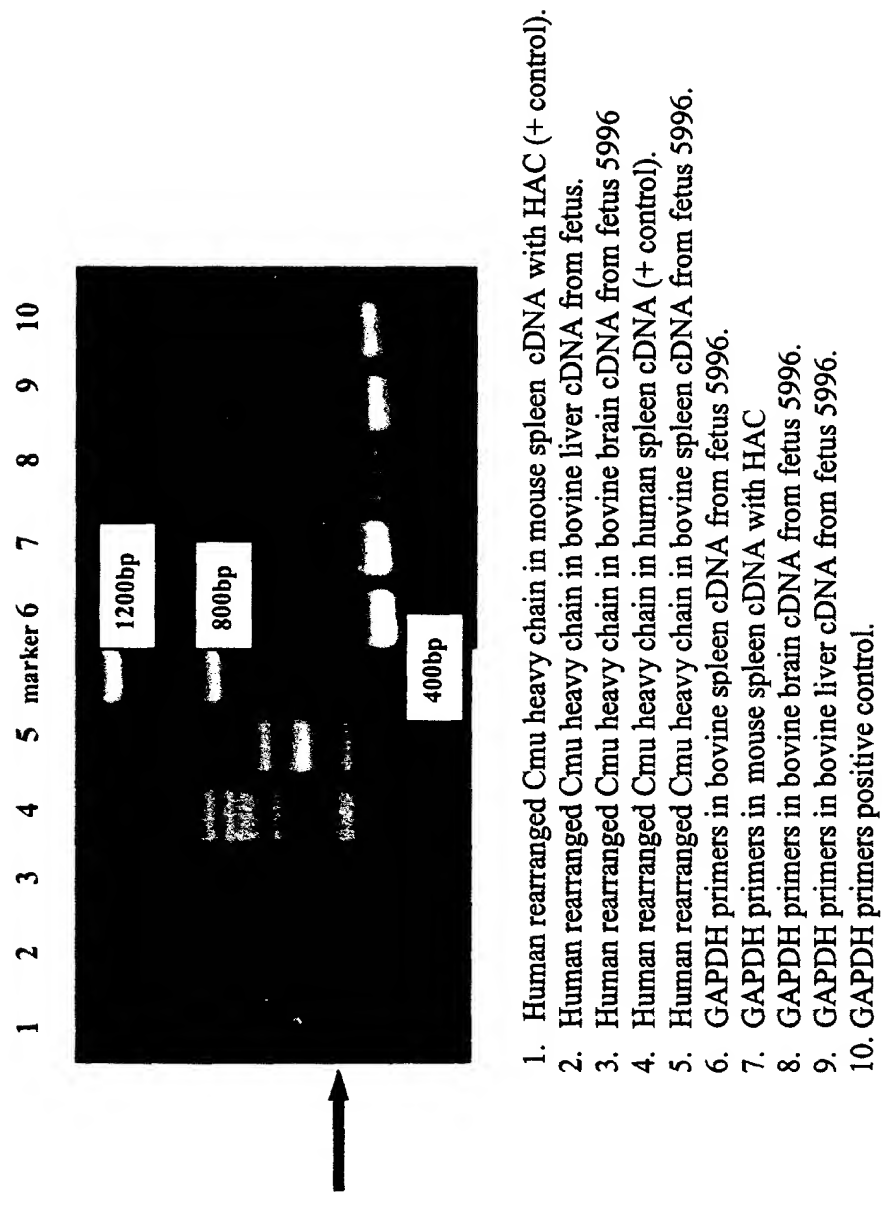 1 2 3 4 5 marker 6 7 8 9 10
1200bp
800bp
400bp
1. Human rearranged Cmu heavy chain in mouse spleen cDNA with HAC (+ control).
2. Human rearranged Cmu heavy chain in bovine liver cDNA from fetus.
3. Human rearranged Cmu heavy chain in bovine brain cDNA from fetus 5996
4. Human rearranged Cmu heavy chain in human spleen cDNA (+ control).
5. Human rearranged Cmu heavy chain in bovine spleen cDNA from fetus 5996.
6. GAPDH primers in bovine spleen cDNA from fetus 5996.
7. GAPDH primers in mouse spleen cDNA with HAC
8. GAPDH primers in bovine brain cDNA from fetus 5996.
9. GAPDH primers in bovine liver cDNA from fetus 5996.
10. GAPDH primers positive control.